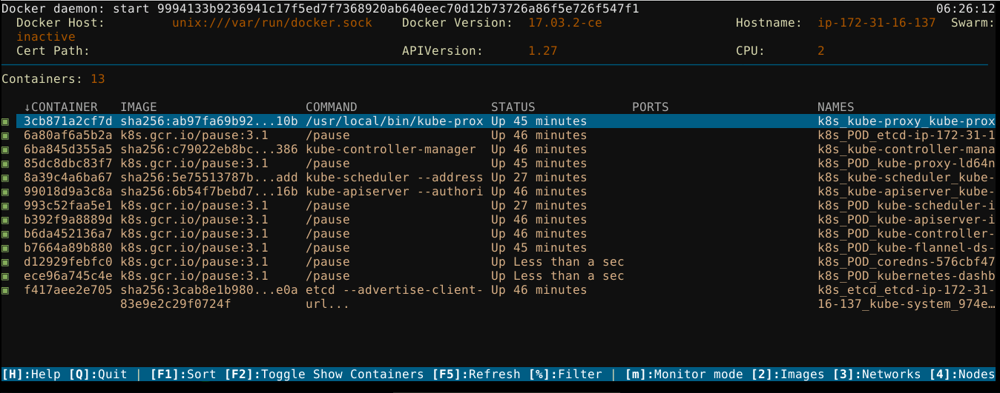 Docker daemon: start 9994133b9236941c17f5ed7f7368920ab640eec70d12b73726a86f5e726f547f1 06:26:12
Docker Host: unix:///var/run/docker.sock Docker Version: 17.03.2-ce Hostname: ip-172-31-16-137 Swarm:
inactive
Cert Path: APIVersion: 1.27 CPU: 2
Containers: 13
↓CONTAINER IMAGE COMMAND STATUS PORTS NAMES
3cb871a2cf7d sha256:ab97fa69b92...10b /usr/local/bin/kube-prox Up 45 minutes k8s_kube-proxy_kube-prox
6a80af6a5b2a k8s.gcr.io/pause:3.1 /pause Up 46 minutes k8s_POD_etcd-ip-172-31-1
6ba845d355a5 sha256:c79022eb8bc...386 kube-controller-manager Up 46 minutes k8s_kube-controller-mana
85dc8dbc83f7 k8s.gcr.io/pause:3.1 /pause Up 45 minutes k8s_POD_kube-proxy-ld64n
8a39c4a6ba67 sha256:5e75513787b...add kube-scheduler --address Up 27 minutes k8s_kube-scheduler_kube-
99018d9a3c8a sha256:6b54f7bebd7...16b kube-apiserver --authori Up 46 minutes k8s_kube-apiserver_kube-
993c52faa5e1 k8s.gcr.io/pause:3.1 /pause Up 27 minutes k8s_POD_kube-scheduler-i
b392f9a8889d k8s.gcr.io/pause:3.1 /pause Up 46 minutes k8s_POD_kube-apiserver-i
b6da452136a7 k8s.gcr.io/pause:3.1 /pause Up 46 minutes k8s_POD_kube-controller-
b7664a89b880 k8s.gcr.io/pause:3.1 /pause Up 45 minutes k8s_POD_kube-flannel-ds-
d12929febfc0 k8s.gcr.io/pause:3.1 /pause Up Less than a sec k8s_POD_coredns-576cbf47
ece96a745c4e k8s.gcr.io/pause:3.1 /pause Up Less than a sec k8s_POD_kubernetes-dashb
f417aee2e705 sha256:3cab8e1b980...e0a etcd --advertise-client- Up 46 minutes k8s_etcd_etcd-ip-172-31-
83e9e2c29f0724f url... 16-137_kube-system_974e…
[H]:Help [Q]:Quit | [F1]:Sort [F2]:Toggle Show Containers [F5]:Refresh [%]:Filter | [m]:Monitor mode [2]:Images [3]:Networks [4]:Nodes